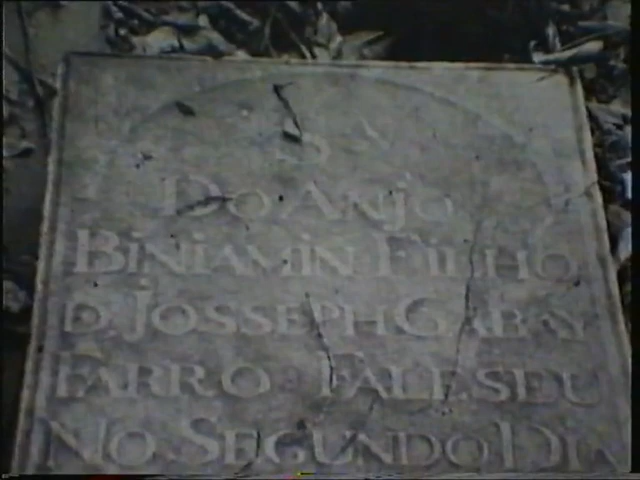 S
Do Anjo
Biniamin Filho
D. Josseph Gabay
Farro Faleseu
No Segundo Dia